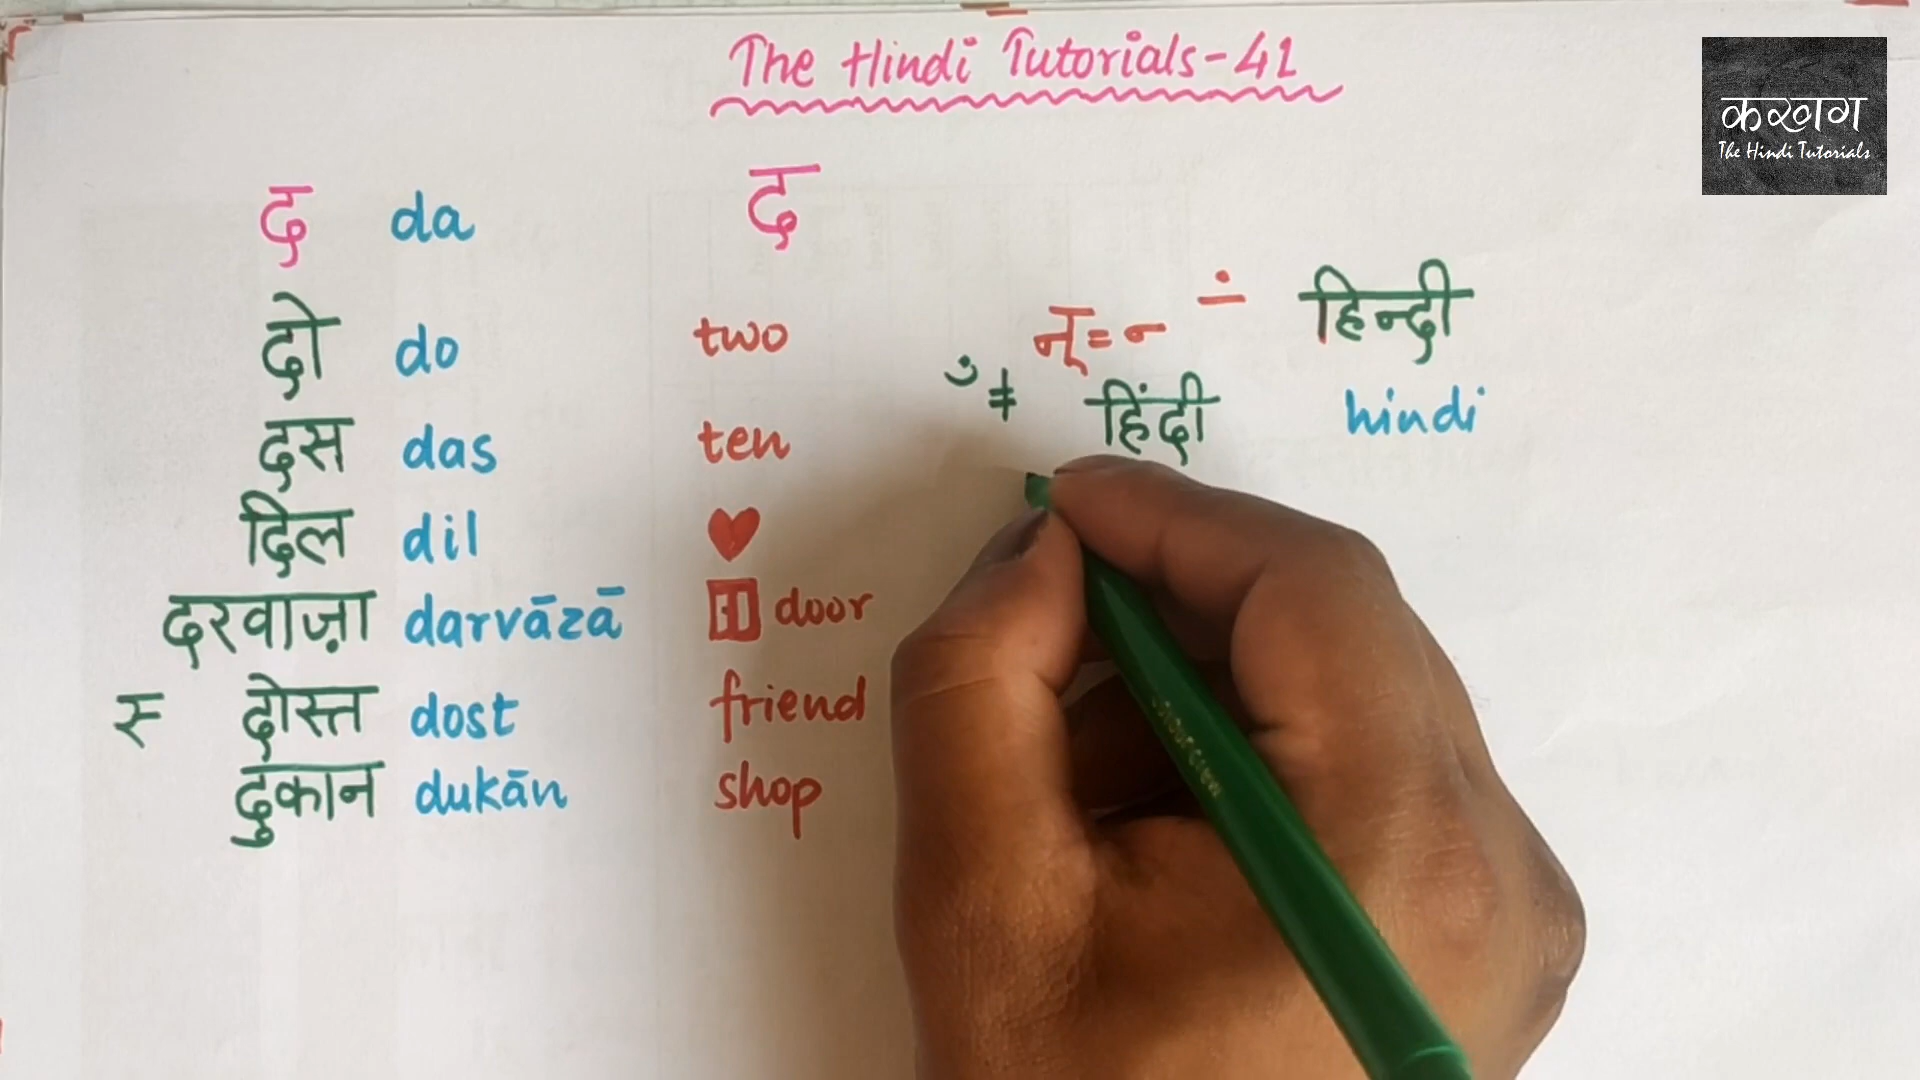 The Hindi Tutorials-41
कखग
The Hindi Tutorials
द da द
दो do two
दस das ten
दिल dil
दरवाज़ा darvāzā door
स् दोस्त dost friend
दुकान dukān shop
न् = न् ं हिन्दी
ँ ≠ हिंदी hindi